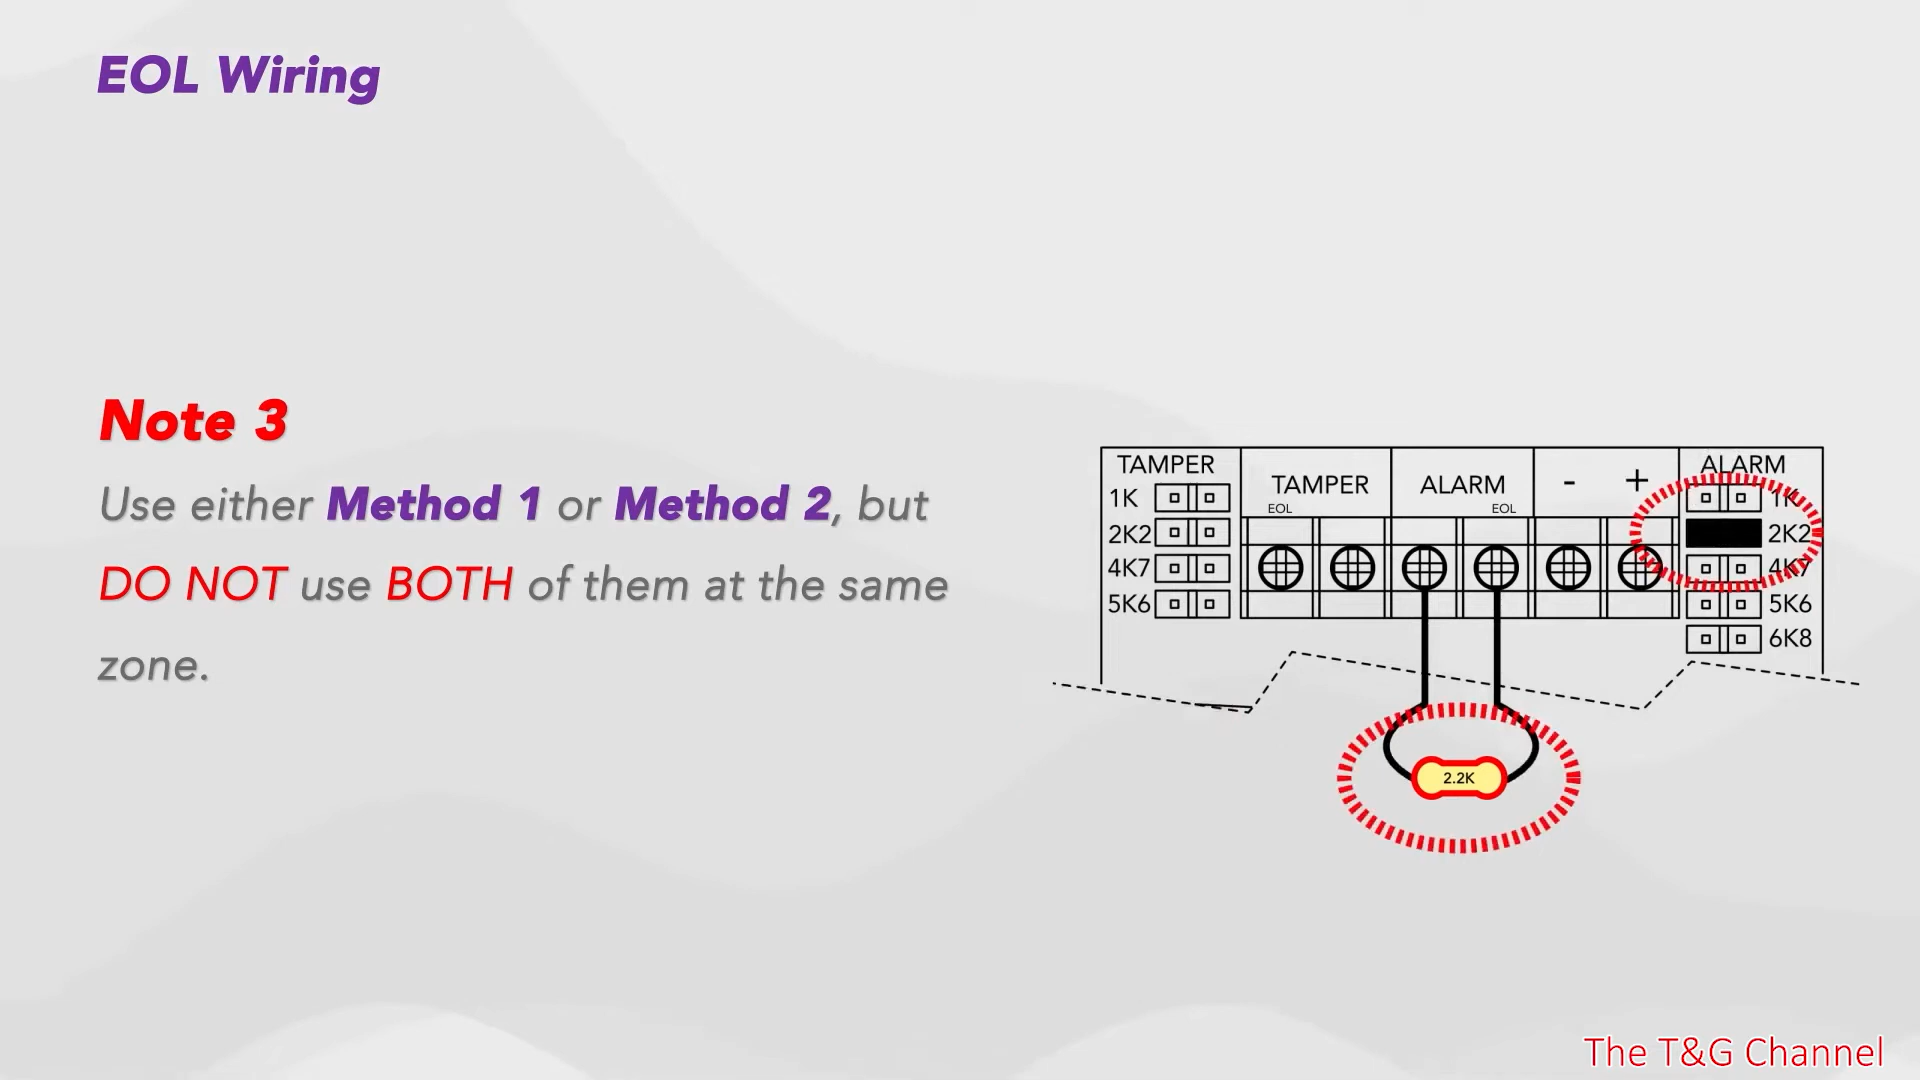 EOL Wiring
Note 3
Use either Method 1 or Method 2, but
DO NOT use BOTH of them at the same
zone.
TAMPER
1K
2K2
4K7
5K6
TAMPER
EOL
ALARM
EOL
- +
ALARM
1K
2K2
4K7
5K6
6K8
2.2K
The T&G Channel